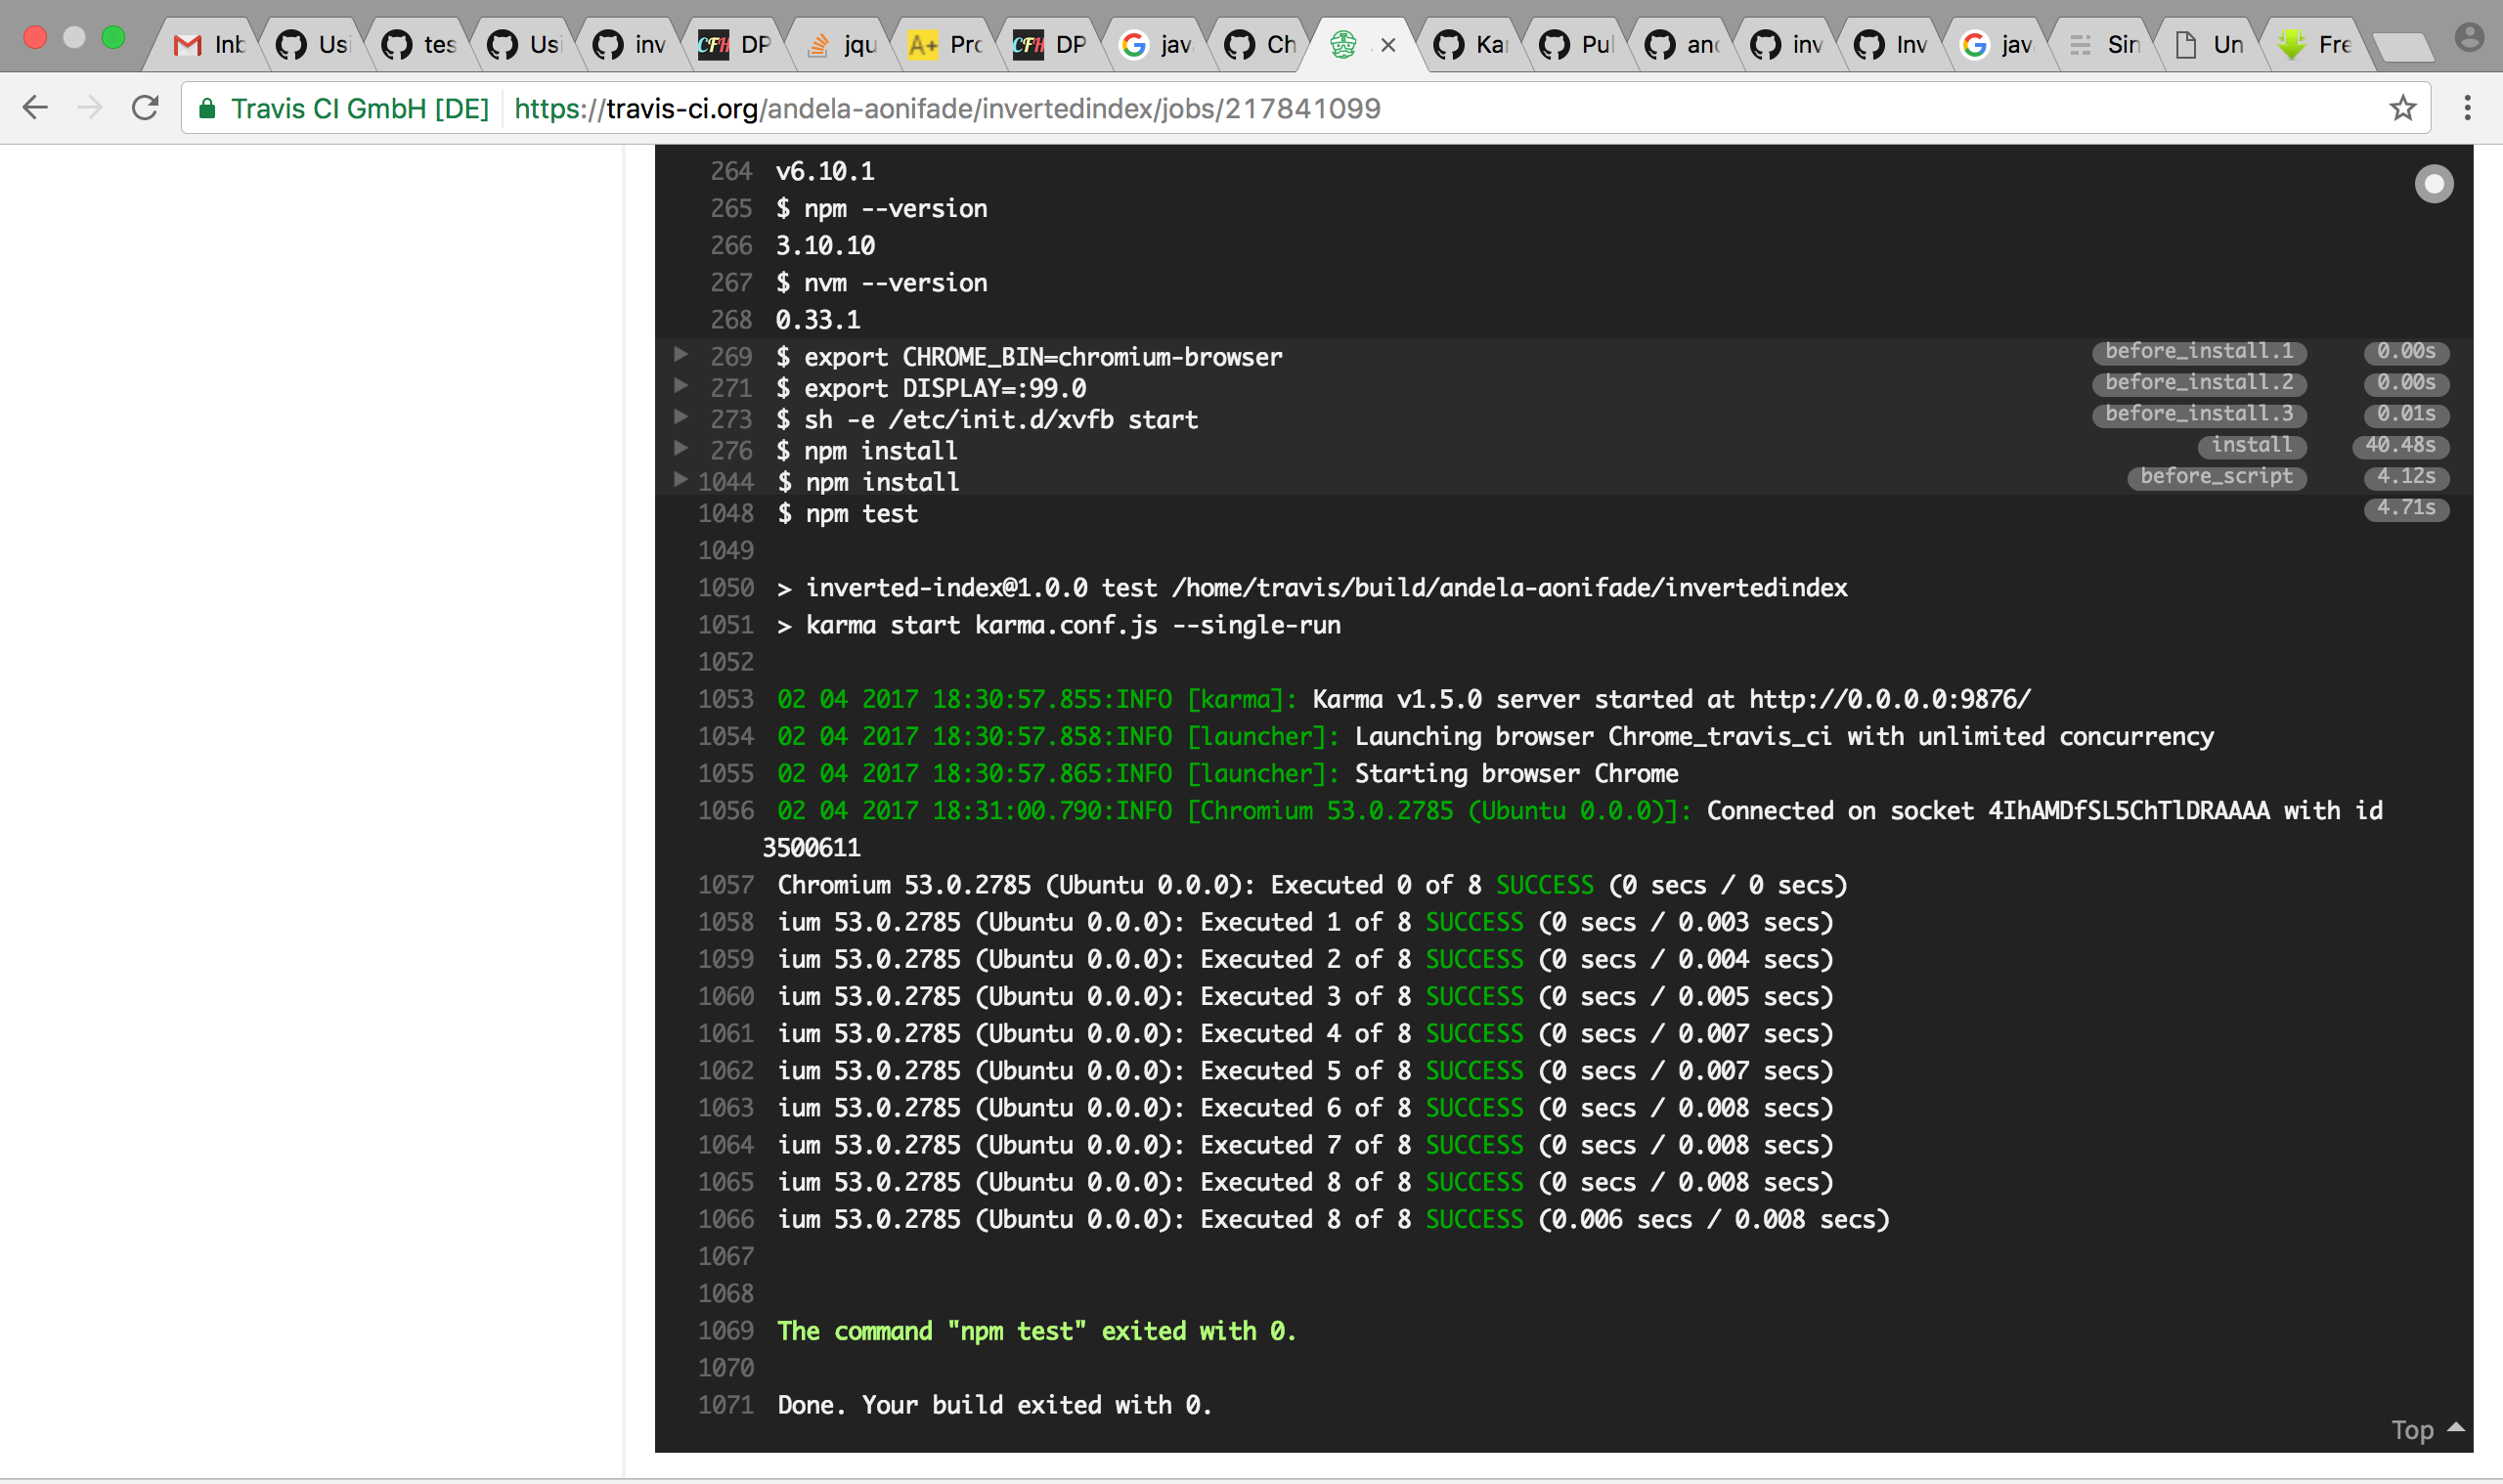 Inb Usi tes Usi inv DP jqu A+ Pro DP jav Ch Kar Pul and inv Inv jav Sin Un Fre
Travis CI GmbH [DE] https://travis-ci.org/andela-aonifade/invertedindex/jobs/217841099
264 v6.10.1
265 $ npm --version
266 3.10.10
267 $ nvm --version
268 0.33.1
269 $ export CHROME_BIN=chromium-browser before_install.1 0.00s
271 $ export DISPLAY=:99.0 before_install.2 0.00s
273 $ sh -e /etc/init.d/xvfb start before_install.3 0.01s
276 $ npm install install 40.48s
1044 $ npm install before_script 4.12s
1048 $ npm test 4.71s
1049
1050 > inverted-index@1.0.0 test /home/travis/build/andela-aonifade/invertedindex
1051 > karma start karma.conf.js --single-run
1052
1053 02 04 2017 18:30:57.855:INFO [karma]: Karma v1.5.0 server started at http://0.0.0.0:9876/
1054 02 04 2017 18:30:57.858:INFO [launcher]: Launching browser Chrome_travis_ci with unlimited concurrency
1055 02 04 2017 18:30:57.865:INFO [launcher]: Starting browser Chrome
1056 02 04 2017 18:31:00.790:INFO [Chromium 53.0.2785 (Ubuntu 0.0.0)]: Connected on socket 4IhAMDfSL5ChTlDRAAAA with id
3500611
1057 Chromium 53.0.2785 (Ubuntu 0.0.0): Executed 0 of 8 SUCCESS (0 secs / 0 secs)
1058 ium 53.0.2785 (Ubuntu 0.0.0): Executed 1 of 8 SUCCESS (0 secs / 0.003 secs)
1059 ium 53.0.2785 (Ubuntu 0.0.0): Executed 2 of 8 SUCCESS (0 secs / 0.004 secs)
1060 ium 53.0.2785 (Ubuntu 0.0.0): Executed 3 of 8 SUCCESS (0 secs / 0.005 secs)
1061 ium 53.0.2785 (Ubuntu 0.0.0): Executed 4 of 8 SUCCESS (0 secs / 0.007 secs)
1062 ium 53.0.2785 (Ubuntu 0.0.0): Executed 5 of 8 SUCCESS (0 secs / 0.007 secs)
1063 ium 53.0.2785 (Ubuntu 0.0.0): Executed 6 of 8 SUCCESS (0 secs / 0.008 secs)
1064 ium 53.0.2785 (Ubuntu 0.0.0): Executed 7 of 8 SUCCESS (0 secs / 0.008 secs)
1065 ium 53.0.2785 (Ubuntu 0.0.0): Executed 8 of 8 SUCCESS (0 secs / 0.008 secs)
1066 ium 53.0.2785 (Ubuntu 0.0.0): Executed 8 of 8 SUCCESS (0.006 secs / 0.008 secs)
1067
1068
1069 The command "npm test" exited with 0.
1070
1071 Done. Your build exited with 0.
Top